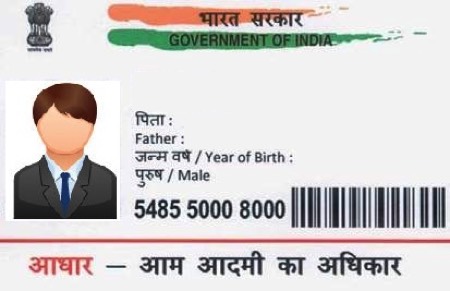 भारत सरकार
GOVERNMENT OF INDIA
पिता :
Father :
जन्म वर्ष / Year of Birth :
पुरुष / Male
5485 5000 8000
आधार – आम आदमी का अधिकार